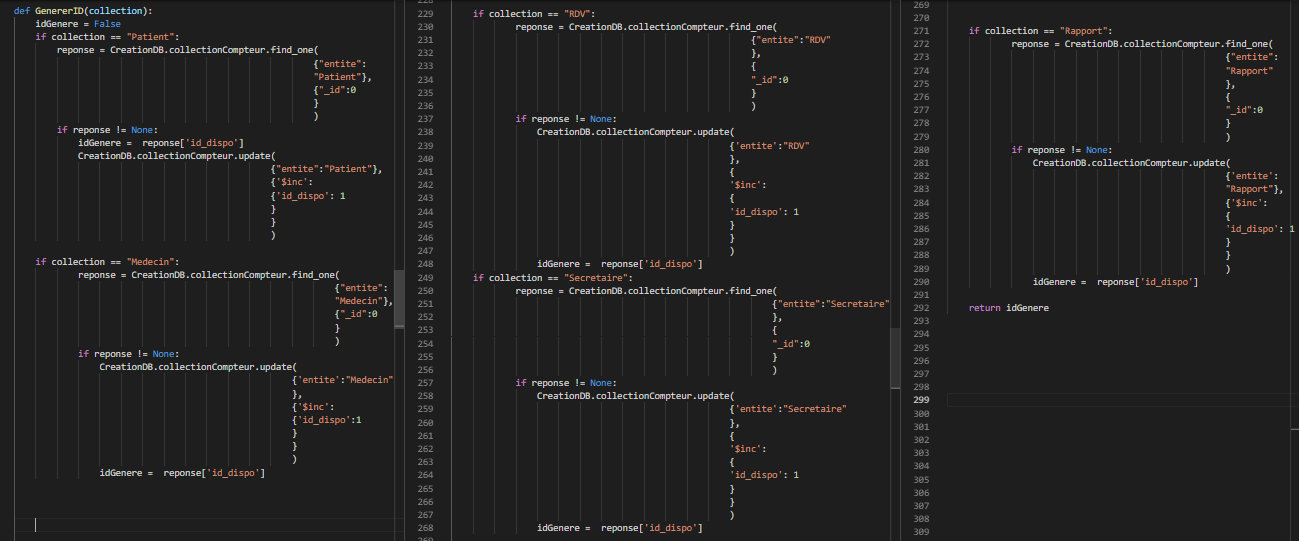 def GenererID(collection):
idGenere = False
if collection == "Patient":
reponse = CreationDB.collectionCompteur.find_one(
{"entite":
"Patient"},
{"_id":0
}
)
if reponse != None:
idGenere =  reponse['id_dispo']
CreationDB.collectionCompteur.update(
{"entite":"Patient"},
{'$inc':
{'id_dispo': 1
}
}
)
if collection == "Medecin":
reponse = CreationDB.collectionCompteur.find_one(
{"entite":
"Medecin"},
{"_id":0
}
)
if reponse != None:
CreationDB.collectionCompteur.update(
{'entite':"Medecin"
},
{'$inc':
{'id_dispo':1
}
}
)
idGenere =  reponse['id_dispo']
229 if collection == "RDV":
230 reponse = CreationDB.collectionCompteur.find_one(
231 {"entite":"RDV"
232 },
233 {
234 "_id":0
235 }
236 )
237 if reponse != None:
238 CreationDB.collectionCompteur.update(
239 {'entite':"RDV"
240 },
241 {
242 '$inc':
243 {
244 'id_dispo': 1
245 }
246 }
247 )
248 idGenere =  reponse['id_dispo']
249 if collection == "Secretaire":
250 reponse = CreationDB.collectionCompteur.find_one(
251 {"entite":"Secretaire"
252 },
253 {
254 "_id":0
255 }
256 )
257 if reponse != None:
258 CreationDB.collectionCompteur.update(
259 {'entite':"Secretaire"
260 },
261 {
262 '$inc':
263 {
264 'id_dispo': 1
265 }
266 }
267 )
268 idGenere =  reponse['id_dispo']
269
270
271 if collection == "Rapport":
272 reponse = CreationDB.collectionCompteur.find_one(
273 {"entite":
274 "Rapport"
275 },
276 {
277 "_id":0
278 }
279 )
280 if reponse != None:
281 CreationDB.collectionCompteur.update(
282 {'entite':
283 "Rapport"},
284 {'$inc':
285 {
286 'id_dispo': 1
287 }
288 }
289 )
290 idGenere =  reponse['id_dispo']
291
292 return idGenere
293
294
295
296
297
298
299
300
301
302
303
304
305
306
307
308
309